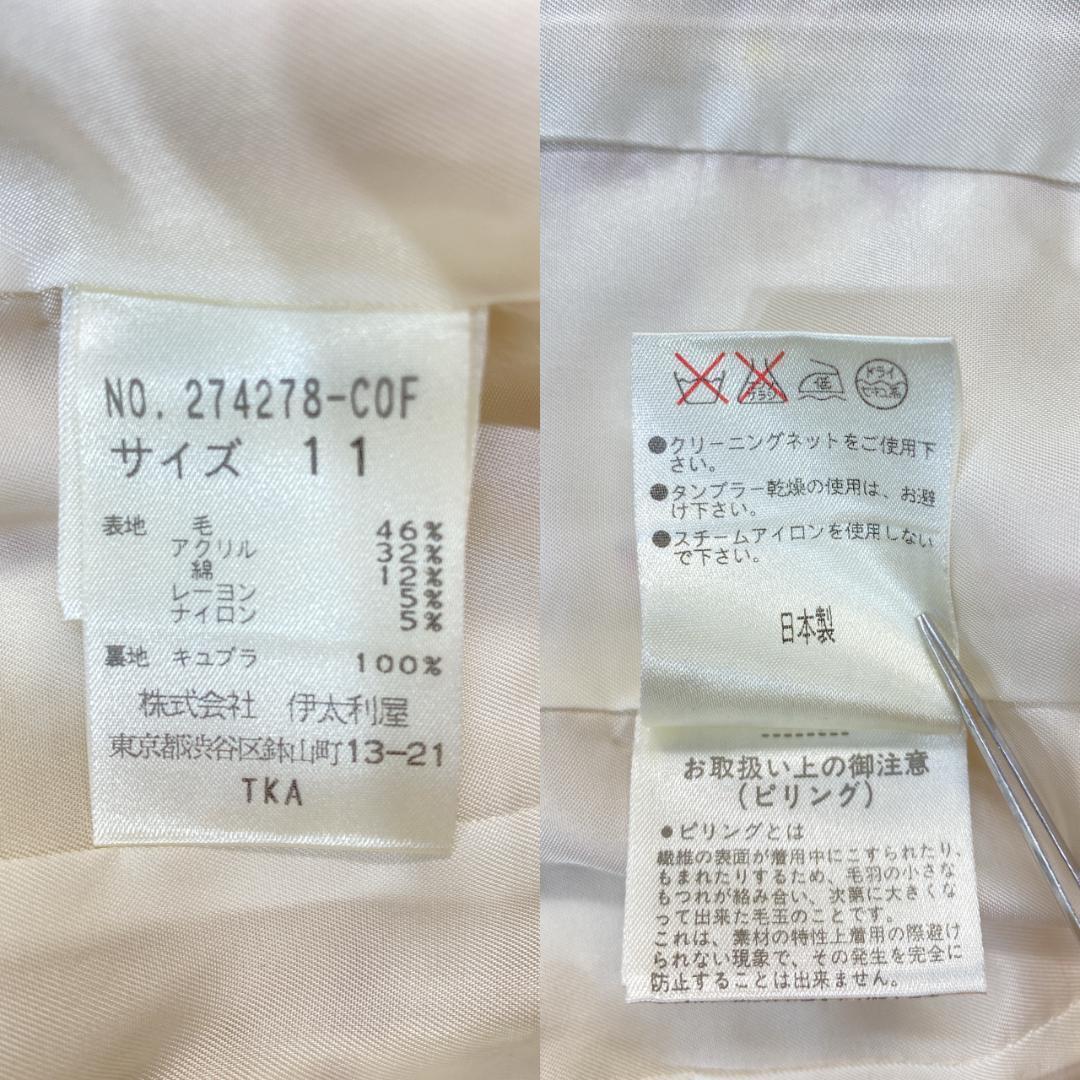 NO. 274278-COF
サイズ 11
表地 毛 46%
アクリル 32%
綿 12%
レーヨン 5%
ナイロン 5%
裏地 キュプラ 100%
株式会社 伊太利屋
東京都渋谷区鉢山町13-21
TKA
エンソサラシ
低
ドライ
セキユ系
●クリーニングネットをご使用下
さい。
●タンブラー乾燥の使用は、お避
け下さい。
●スチームアイロンを使用しない
で下さい。
日本製
お取扱い上の御注意
(ピリング)
●ピリングとは
繊維の表面が着用中にこすられたり、
もまれたりするため、毛羽の小さな
もつれが絡み合い、次第に大きくな
って出来た毛玉のことです。
これは、素材の特性上着用の際避け
られない現象で、その発生を完全に
防止することは出来ません。